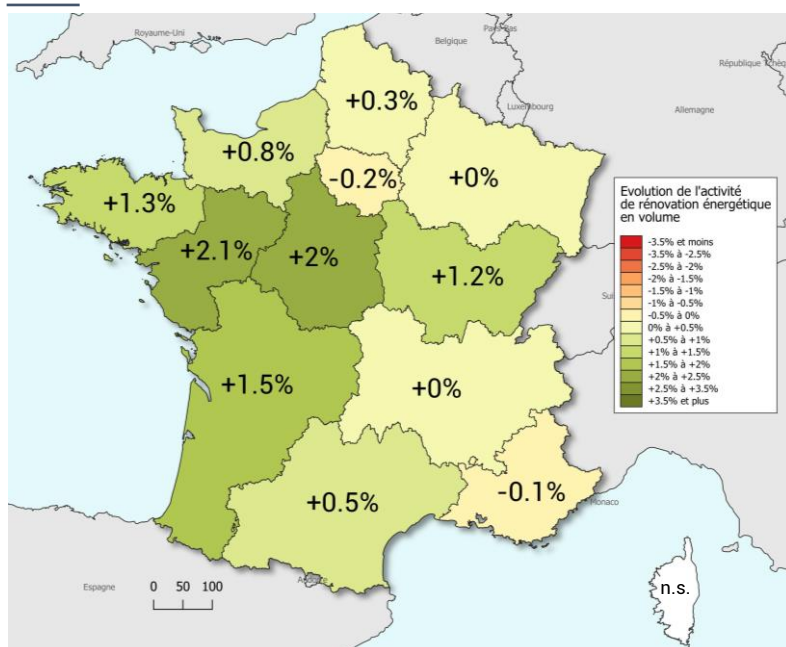 Royaume-Uni
Pays-Bas
Belgique
République Tchèq
+0.3%
Luxembourg
Allemagne
+0.8%
-0.2%
+0%
+1.3%
Evolution de l'activité
de rénovation énergétique
en volume
+2.1%
+2%
+1.2%
-3.5% et moins
-3.5% à -2.5%
-2.5% à -2%
-2% à -1.5%
-1.5% à -1%
-1% à -0.5%
-0.5% à 0%
0% à +0.5%
+0.5% à +1%
+1% à +1.5%
+1.5% à +2%
+2% à +2.5%
+2.5% à +3.5%
+3.5% et plus
Sui
+1.5%
+0%
+0.5%
-0.1%
Monaco
Andorre
Espagne
0 50 100
n.s.